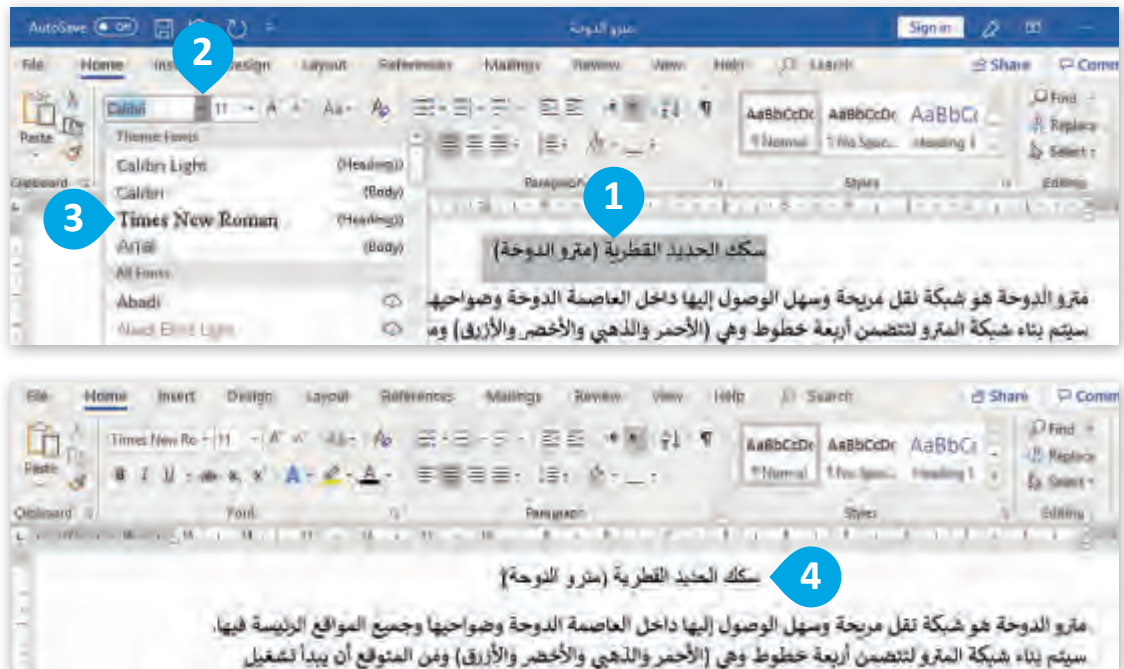 AutoSave Off
2
مترو الدوحة
Sign in
File Home Design Layout References Mailings Review View Help Search Share
Paste
Calibri 11
Aa
Theme Fonts
Calibri Light (Headings)
Calibri (Body)
3 Times New Roman (Headings)
Arial (Body)
All Fonts
Abadi
AaBbCcDc AaBbCcDc AaBbCc
Normal No Spac... Heading 1
Find
Replace
Select
Clipboard Paragraph Styles Editing
1
سكك الحديد القطرية (مترو الدوحة)
مترو الدوحة هو شبكة نقل مريحة وسهل الوصول إليها داخل العاصمة الدوحة وضواحيها
سيتم بناء شبكة المترو لتتضمن أربعة خطوط وهي (الأحمر والذهبي والأخضر والأزرق)
File Home Insert Design Layout References Mailings Review View Help Search Share
Paste
Times New Ro 11
B I U
AaBbCcDc AaBbCcDc AaBbCc
Normal No Spac... Heading 1
Find
Replace
Select
Clipboard Font Paragraph Styles Editing
سكك الحديد القطرية (مترو الدوحة)
4
مترو الدوحة هو شبكة نقل مريحة وسهل الوصول إليها داخل العاصمة الدوحة وضواحيها وجميع المواقع الرئيسة فيها.
سيتم بناء شبكة المترو لتتضمن أربعة خطوط وهي (الأحمر والذهبي والأخضر والأزرق) ومن المتوقع أن يبدأ تشغيل